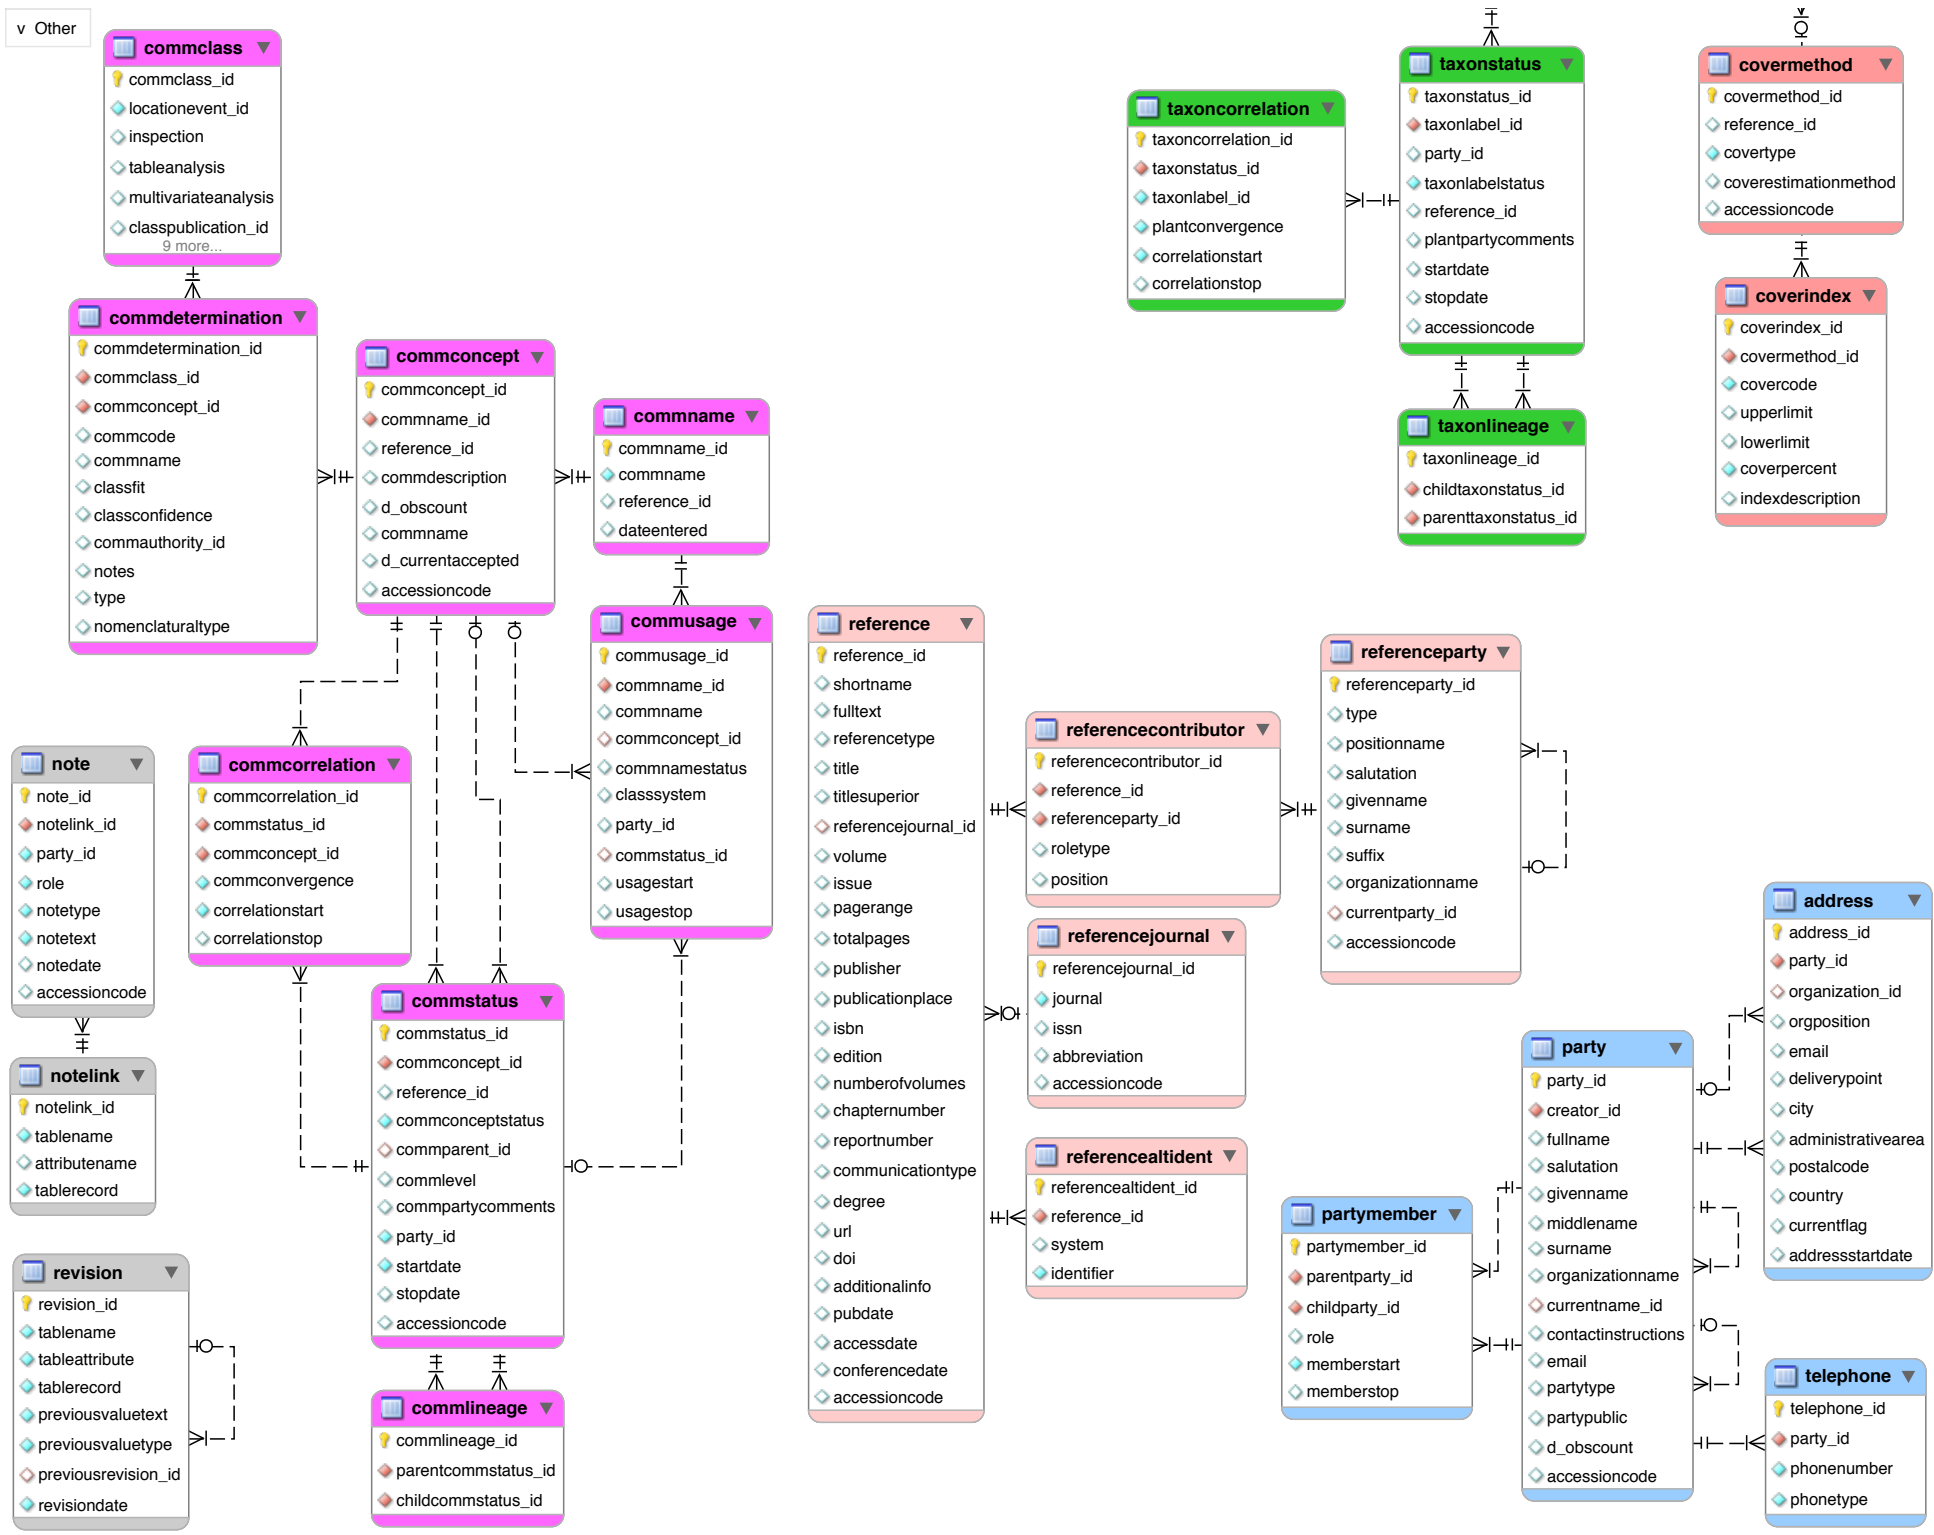 v Other
commclass
commclass_id
locationevent_id
inspection
tableanalysis
multivariateanalysis
classpublication_id
9 more...
commdetermination
commdetermination_id
commclass_id
commconcept_id
commcode
commname
classfit
classconfidence
commauthority_id
notes
type
nomenclaturaltype
commconcept
commconcept_id
commname_id
reference_id
commdescription
d_obscount
commname
d_currentaccepted
accessioncode
commname
commname_id
commname
reference_id
dateentered
commusage
commusage_id
commname_id
commname
commconcept_id
commnamestatus
classsystem
party_id
commstatus_id
usagestart
usagestop
note
note_id
notelink_id
party_id
role
notetype
notetext
notedate
accessioncode
notelink
notelink_id
tablename
attributename
tablerecord
revision
revision_id
tablename
tableattribute
tablerecord
previousvaluetext
previousvaluetype
previousrevision_id
revisiondate
commcorrelation
commcorrelation_id
commstatus_id
commconcept_id
commconvergence
correlationstart
correlationstop
commstatus
commstatus_id
commconcept_id
reference_id
commconceptstatus
commparent_id
commlevel
commpartycomments
party_id
startdate
stopdate
accessioncode
commlineage
commlineage_id
parentcommstatus_id
childcommstatus_id
taxoncorrelation
taxoncorrelation_id
taxonstatus_id
taxonlabel_id
plantconvergence
correlationstart
correlationstop
taxonstatus
taxonstatus_id
taxonlabel_id
party_id
taxonlabelstatus
reference_id
plantpartycomments
startdate
stopdate
accessioncode
taxonlineage
taxonlineage_id
childtaxonstatus_id
parenttaxonstatus_id
covermethod
covermethod_id
reference_id
covertype
coverestimationmethod
accessioncode
coverindex
coverindex_id
covermethod_id
covercode
upperlimit
lowerlimit
coverpercent
indexdescription
reference
reference_id
shortname
fulltext
referencetype
title
titlesuperior
referencejournal_id
volume
issue
pagerange
totalpages
publisher
publicationplace
isbn
edition
numberofvolumes
chapternumber
reportnumber
communicationtype
degree
url
doi
additionalinfo
pubdate
accessdate
conferencedate
accessioncode
referencecontributor
referencecontributor_id
reference_id
referenceparty_id
roletype
position
referencejournal
referencejournal_id
journal
issn
abbreviation
accessioncode
referencealtident
referencealtident_id
reference_id
system
identifier
referenceparty
referenceparty_id
type
positionname
salutation
givenname
surname
suffix
organizationname
currentparty_id
accessioncode
partymember
partymember_id
parentparty_id
childparty_id
role
memberstart
memberstop
party
party_id
creator_id
fullname
salutation
givenname
middlename
surname
organizationname
currentname_id
contactinstructions
email
partytype
partypublic
d_obscount
accessioncode
address
address_id
party_id
organization_id
orgposition
email
deliverypoint
city
administrativearea
postalcode
country
currentflag
addressstartdate
telephone
telephone_id
party_id
phonenumber
phonetype